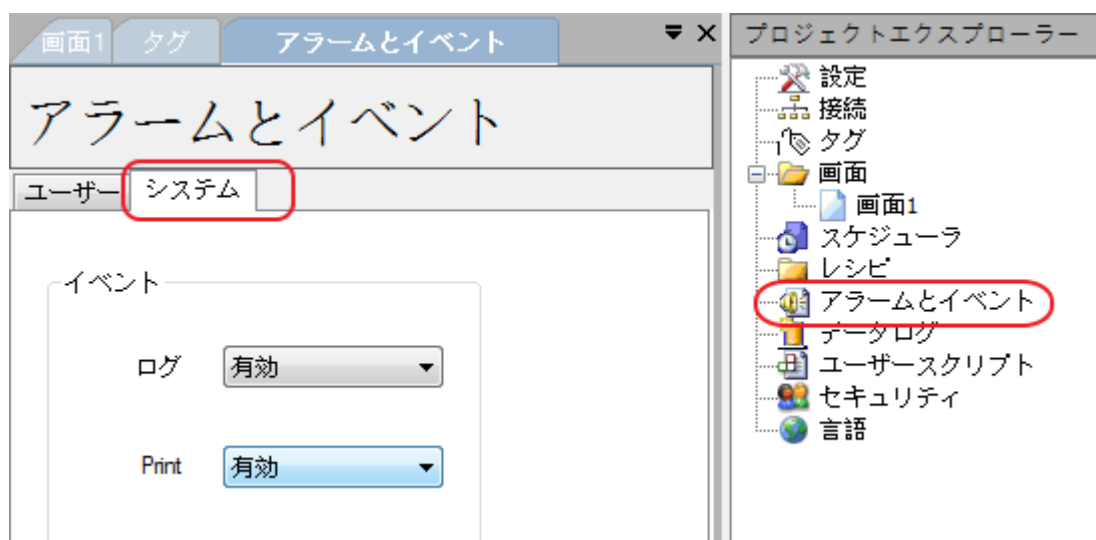 画面1 タグ アラームとイベント
アラームとイベント
ユーザー システム
イベント
ログ 有効
Print 有効
プロジェクトエクスプローラー
設定
接続
タグ
画面
画面1
スケジューラ
レシピ
アラームとイベント
データログ
ユーザースクリプト
セキュリティ
言語